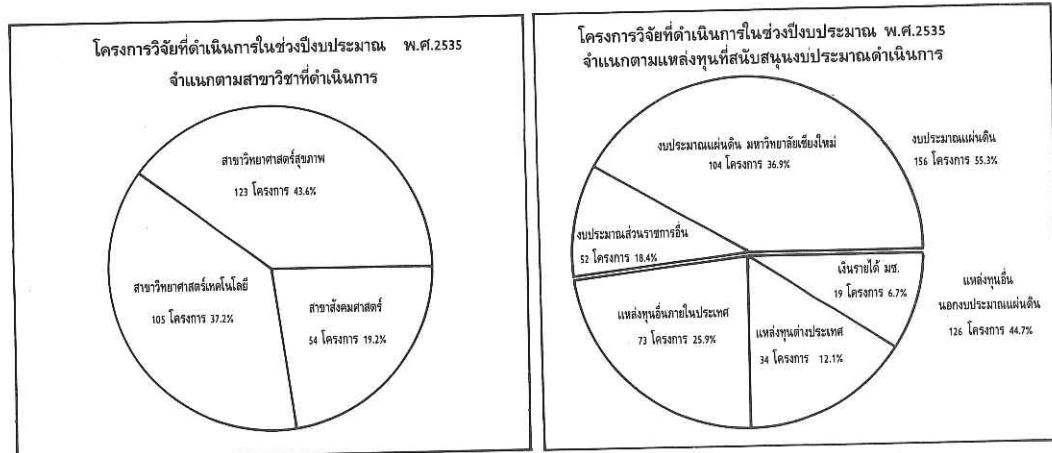 โครงการวิจัยที่ดำเนินการในช่วงปีงบประมาณ พ.ศ.2535
จำแนกตามสาขาวิชาที่ดำเนินการ
สาขาวิทยาศาสตร์สุขภาพ
123 โครงการ 43.6%
สาขาวิทยาศาสตร์เทคโนโลยี
105 โครงการ 37.2%
สาขาสังคมศาสตร์
54 โครงการ 19.2%
โครงการวิจัยที่ดำเนินการในช่วงปีงบประมาณ พ.ศ.2535
จำแนกตามแหล่งทุนที่สนับสนุนงบประมาณดำเนินการ
งบประมาณแผ่นดิน มหาวิทยาลัยเชียงใหม่
104 โครงการ 36.9%
งบประมาณแผ่นดิน
156 โครงการ 55.3%
งบประมาณส่วนราชการอื่น
52 โครงการ 18.4%
เงินรายได้ มช.
19 โครงการ 6.7%
แหล่งทุนอื่น
นอกงบประมาณแผ่นดิน
126 โครงการ 44.7%
แหล่งทุนอื่นภายในประเทศ
73 โครงการ 25.9%
แหล่งทุนต่างประเทศ
34 โครงการ 12.1%